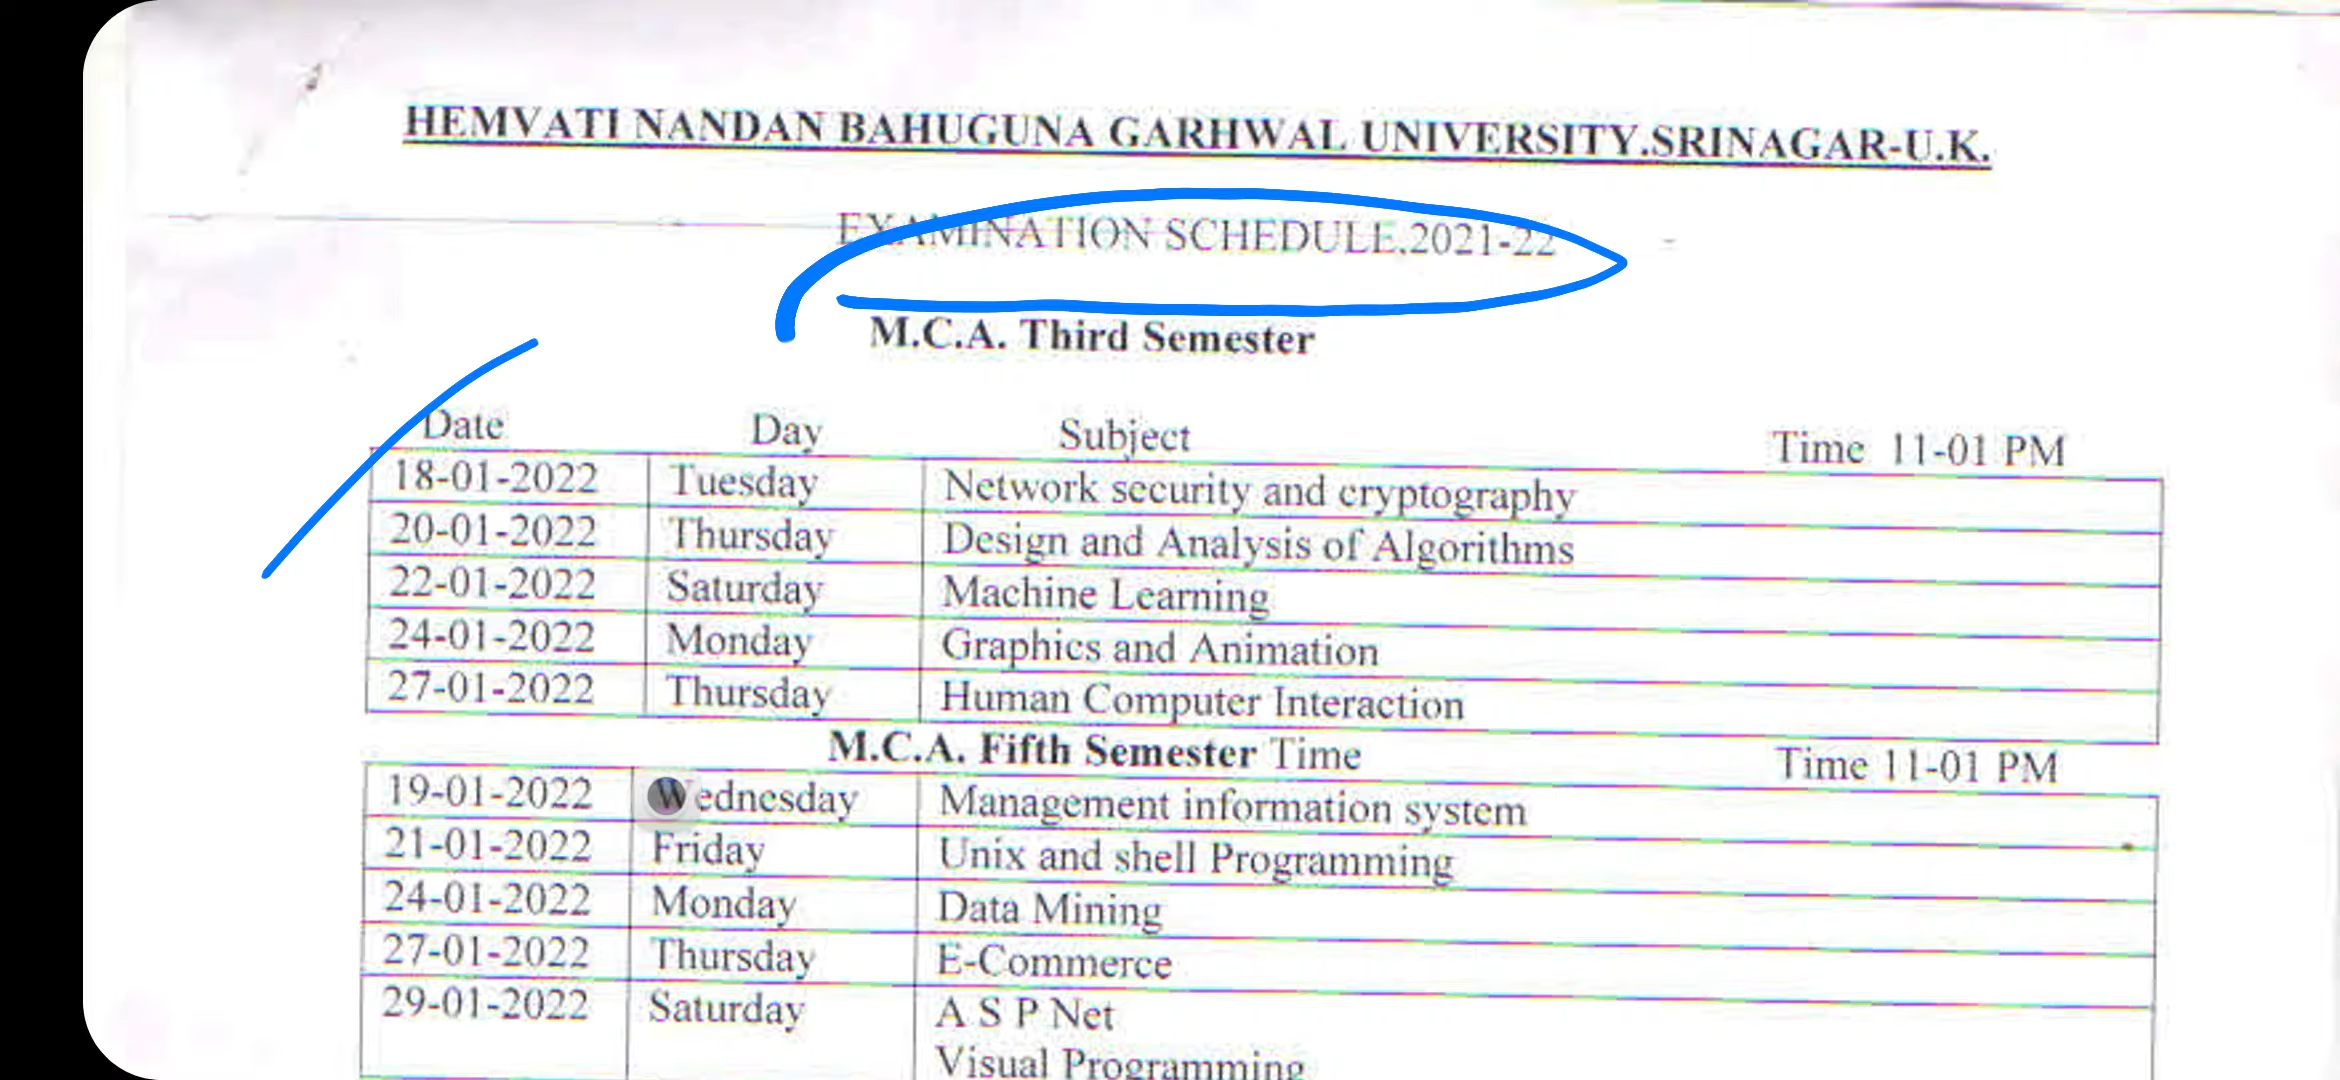 HEMVATI NANDAN BAHUGUNA GARHWAL UNIVERSITY.SRINAGAR-U.K.
EXAMINATION SCHEDULE.2021-22
M.C.A. Third Semester
Date Day Subject Time 11-01 PM
18-01-2022 Tuesday Network security and cryptography
20-01-2022 Thursday Design and Analysis of Algorithms
22-01-2022 Saturday Machine Learning
24-01-2022 Monday Graphics and Animation
27-01-2022 Thursday Human Computer Interaction
M.C.A. Fifth Semester Time Time 11-01 PM
19-01-2022 Wednesday Management information system
21-01-2022 Friday Unix and shell Programming
24-01-2022 Monday Data Mining
27-01-2022 Thursday E-Commerce
29-01-2022 Saturday A S P Net
Visual Programming